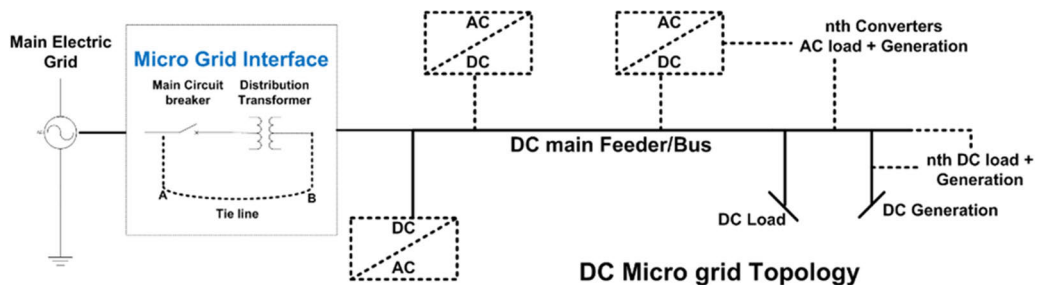 Main Electric
Grid
Micro Grid Interface
Main Circuit
breaker
Distribution
Transformer
A
B
Tie line
AC
DC
AC
DC
nth Converters
AC load + Generation
DC main Feeder/Bus
nth DC load +
Generation
DC Load
DC Generation
DC
AC
DC Micro grid Topology